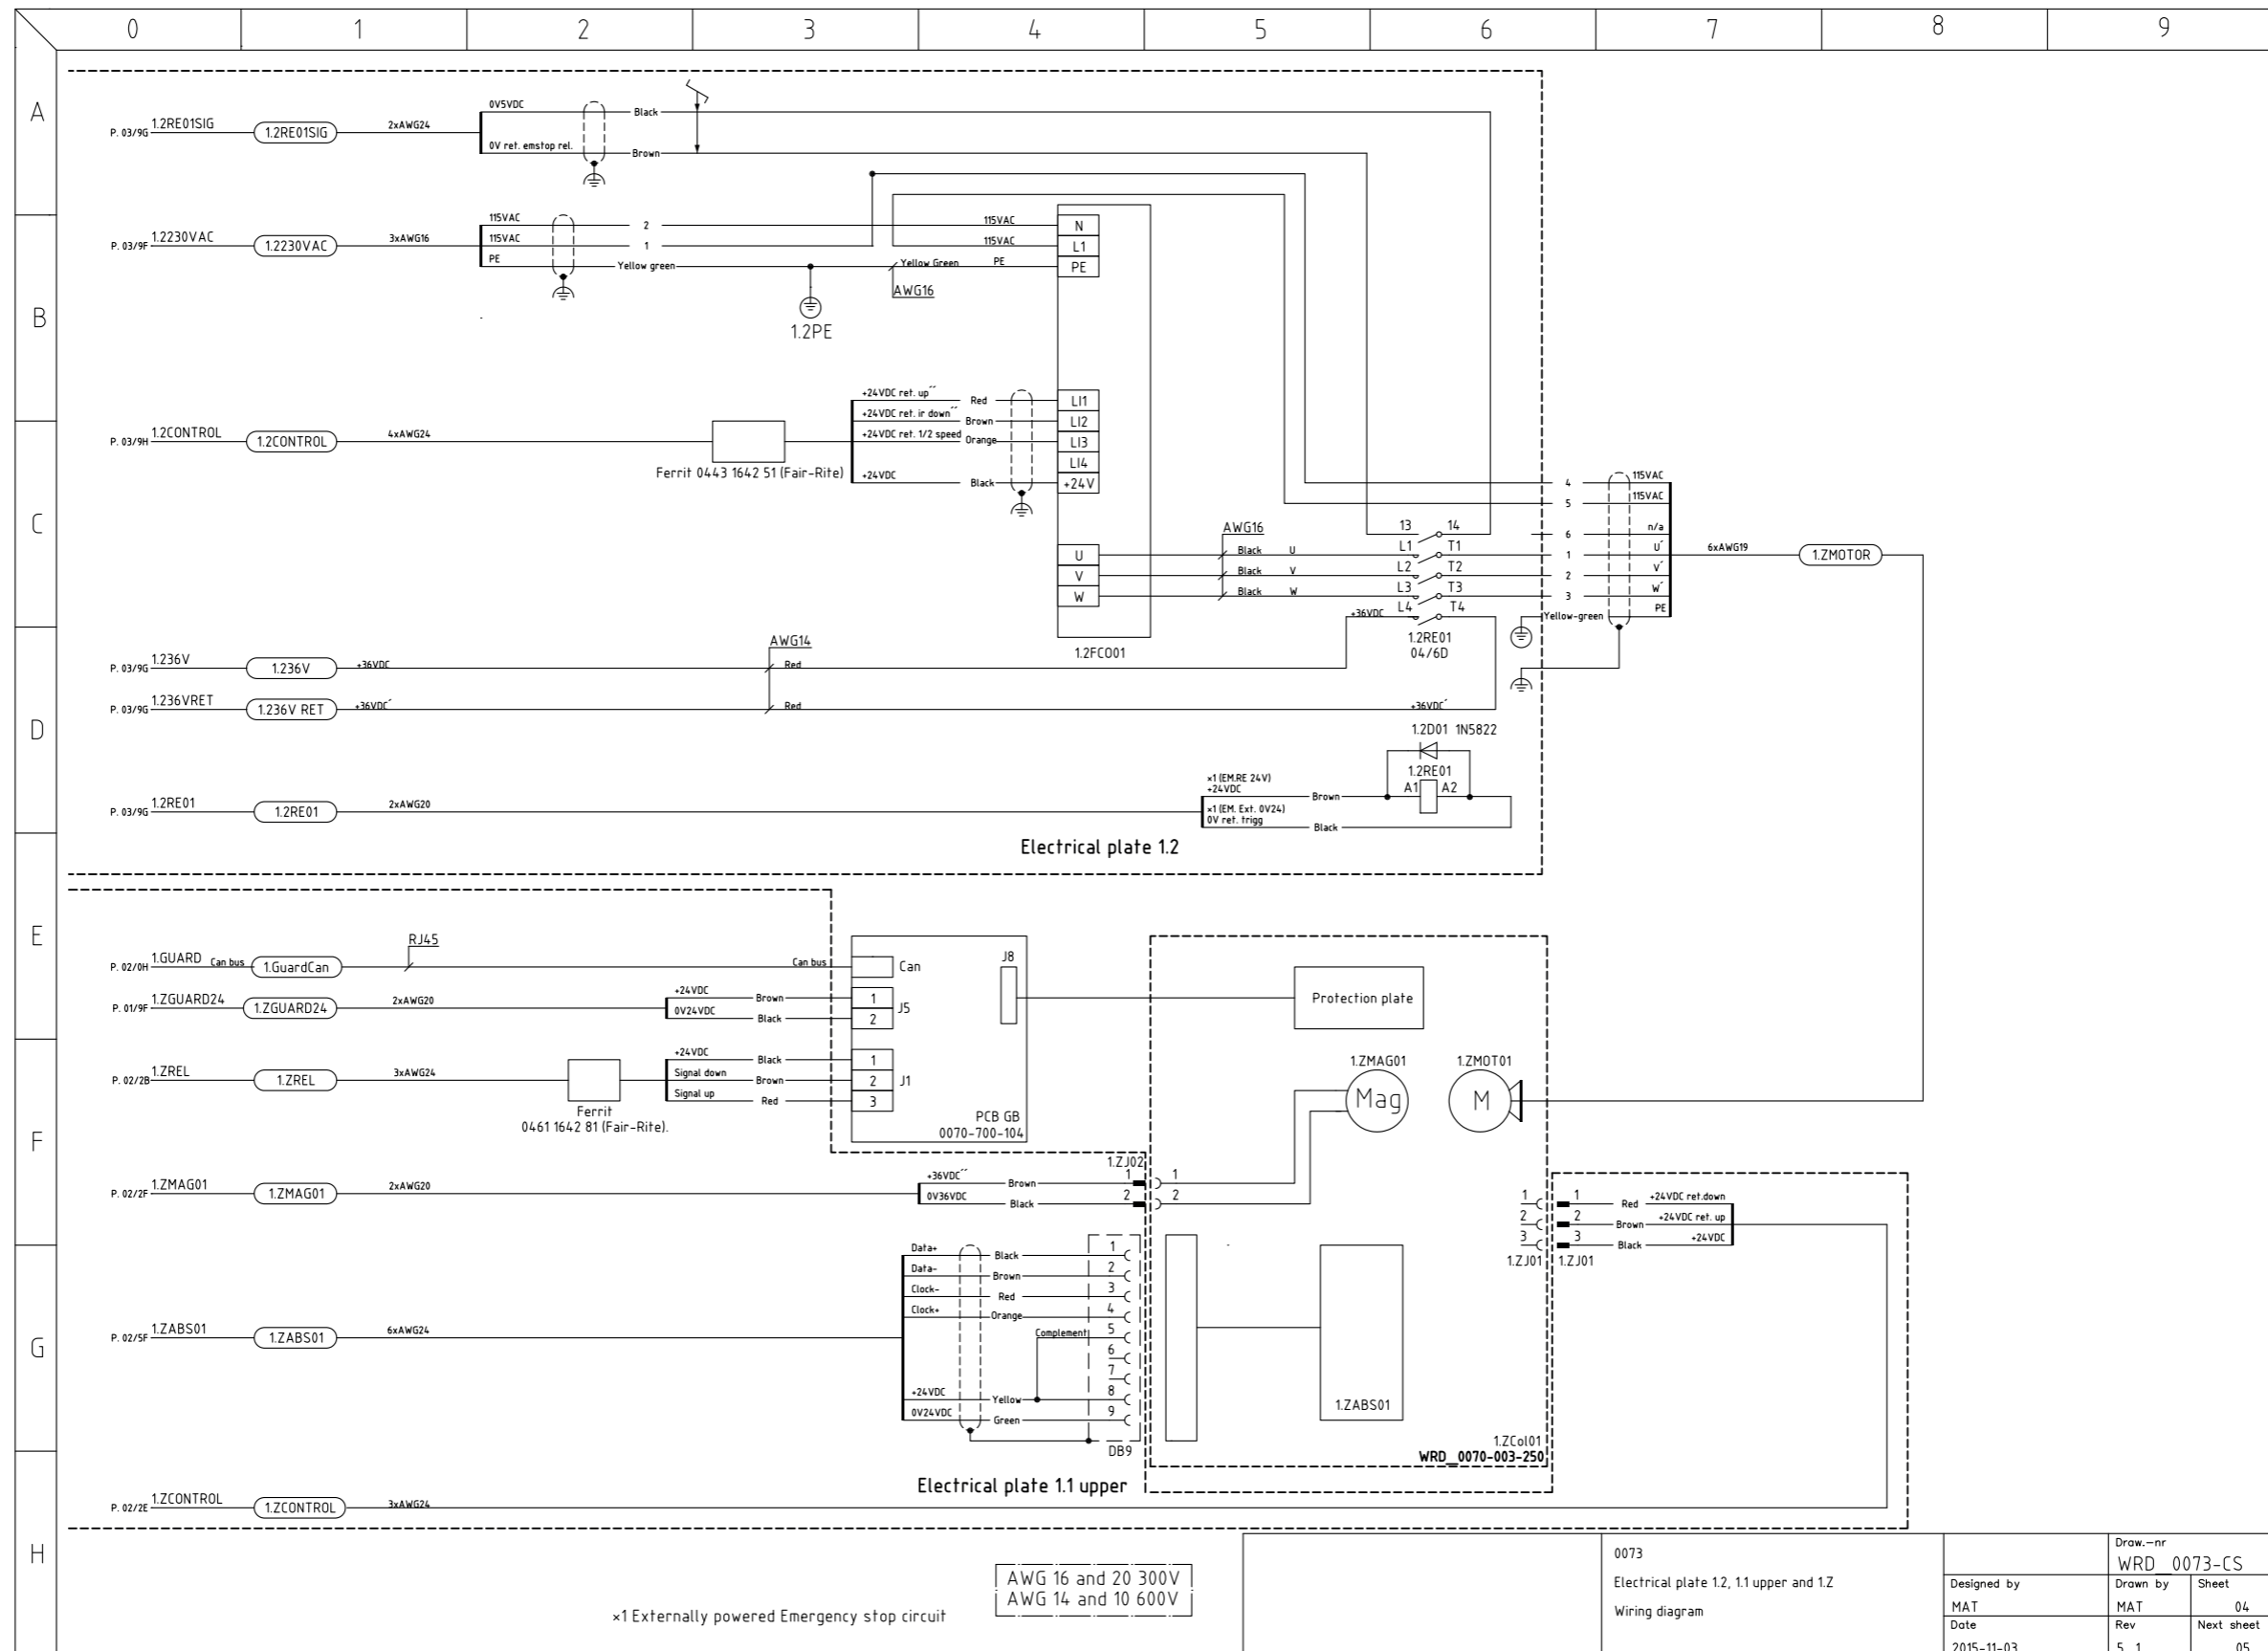 0 1 2 3 4 5 6 7 8 9
A
B
C
D
E
F
G
H
P. 03/9G 1.2RE01SIG 1.2RE01SIG 2xAWG24
0V5VDC Black
0V ret. emstop rel. Brown
P. 03/9F 1.2230VAC 1.2230VAC 3xAWG16
115VAC 2 115VAC N
115VAC 1 115VAC L1
PE Yellow green Yellow Green PE PE
AWG16
1.2PE
P. 03/9H 1.2CONTROL 1.2CONTROL 4xAWG24
Ferrit 0443 1642 51 (Fair-Rite)
+24VDC ret. up´´ Red LI1
+24VDC ret. ir down´´ Brown LI2
+24VDC ret. 1/2 speed Orange LI3
LI4
+24VDC Black +24V
AWG16
U Black U L1 T1 1 U´
V Black V L2 T2 2 V´
W Black W L3 T3 3 W´
13 14
+36VDC L4 T4
1.2RE01
04/6D
1.2FCO01
4 115VAC
5 115VAC
6 n/a
Yellow-green PE
6xAWG19 1.ZMOTOR
AWG14
P. 03/9G 1.236V 1.236V +36VDC Red
P. 03/9G 1.236VRET 1.236V RET +36VDC´ Red +36VDC´
1.2D01 1N5822
1.2RE01
A1 A2
P. 03/9G 1.2RE01 1.2RE01 2xAWG20
×1 (EM.RE 24V)
+24VDC Brown
×1 (EM. Ext. 0V24)
0V ret. trigg Black
Electrical plate 1.2
RJ45
P. 02/0H 1.GUARD Can bus 1.GuardCan Can bus Can
J8
P. 01/9F 1.ZGUARD24 1.ZGUARD24 2xAWG20
+24VDC Brown 1
0V24VDC Black 2
J5
Protection plate
P. 02/2B 1.ZREL 1.ZREL 3xAWG24
Ferrit
0461 1642 81 (Fair-Rite).
+24VDC Black 1
Signal down Brown 2
Signal up Red 3
J1
PCB GB
0070-700-104
1.ZMAG01
Mag
1.ZMOT01
M
P. 02/2F 1.ZMAG01 1.ZMAG01 2xAWG20
1.ZJ02
+36VDC´´ Brown 1 1
0V36VDC Black 2 2
1 1 Red +24VDC ret.down
2 2 Brown +24VDC ret. up
3 3 Black +24VDC
1.ZJ01 1.ZJ01
P. 02/5F 1.ZABS01 1.ZABS01 6xAWG24
Data+ Black 1
Data- Brown 2
Clock- Red 3
Clock+ Orange 4
Complement 5
6
7
+24VDC Yellow 8
0V24VDC Green 9
DB9
1.ZABS01
1.ZCol01
WRD_0070-003-250
Electrical plate 1.1 upper
P. 02/2E 1.ZCONTROL 1.ZCONTROL 3xAWG24
AWG 16 and 20 300V
AWG 14 and 10 600V
×1 Externally powered Emergency stop circuit
0073
Electrical plate 1.2, 1.1 upper and 1.Z
Wiring diagram
Draw.-nr
WRD_0073-CS
Designed by
MAT
Drawn by
MAT
Sheet
04
Date
2015-11-03
Rev
5_1
Next sheet
05